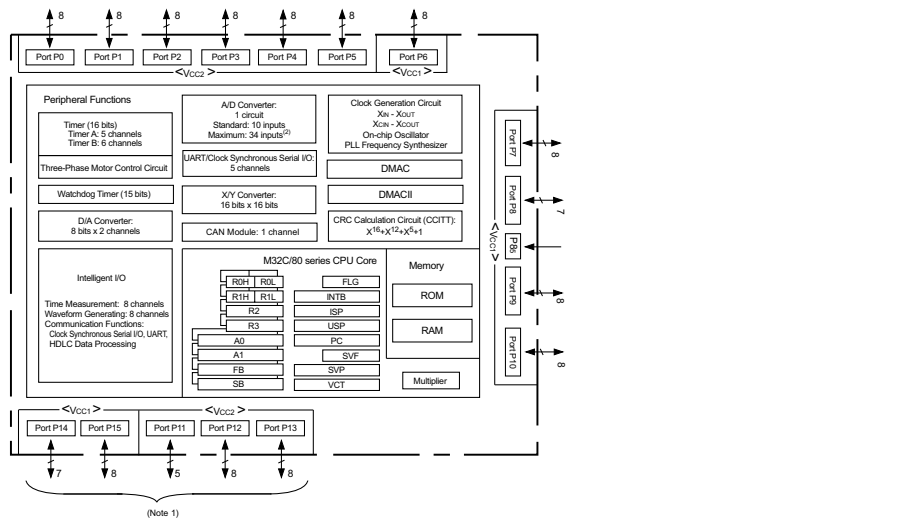 8 8 8 8 8 8 8
Port P0 Port P1 Port P2 Port P3 Port P4 Port P5 Port P6
<VCC2> <VCC1>
Peripheral Functions
Timer (16 bits)
Timer A: 5 channels
Timer B: 6 channels
Three-Phase Motor Control Circuit
Watchdog Timer (15 bits)
D/A Converter:
8 bits x 2 channels
Intelligent I/O
Time Measurement: 8 channels
Waveform Generating: 8 channels
Communication Functions:
Clock Synchronous Serial I/O, UART,
HDLC Data Processing
A/D Converter:
1 circuit
Standard: 10 inputs
Maximum: 34 inputs(2)
UART/Clock Synchronous Serial I/O:
5 channels
X/Y Converter:
16 bits x 16 bits
CAN Module: 1 channel
Clock Generation Circuit
XIN - XOUT
XCIN - XCOUT
On-chip Oscillator
PLL Frequency Synthesizer
DMAC
DMACII
CRC Calculation Circuit (CCITT):
X16+X12+X5+1
M32C/80 series CPU Core
R0H R0L
R1H R1L
R2
R3
A0
A1
FB
SB
FLG
INTB
ISP
USP
PC
SVF
SVP
VCT
Memory
ROM
RAM
Multiplier
<VCC1>
Port P7
8
Port P8
7
P85
Port P9
8
Port P10
8
<VCC1> <VCC2>
Port P14 Port P15 Port P11 Port P12 Port P13
7 8 5 8 8
(Note 1)